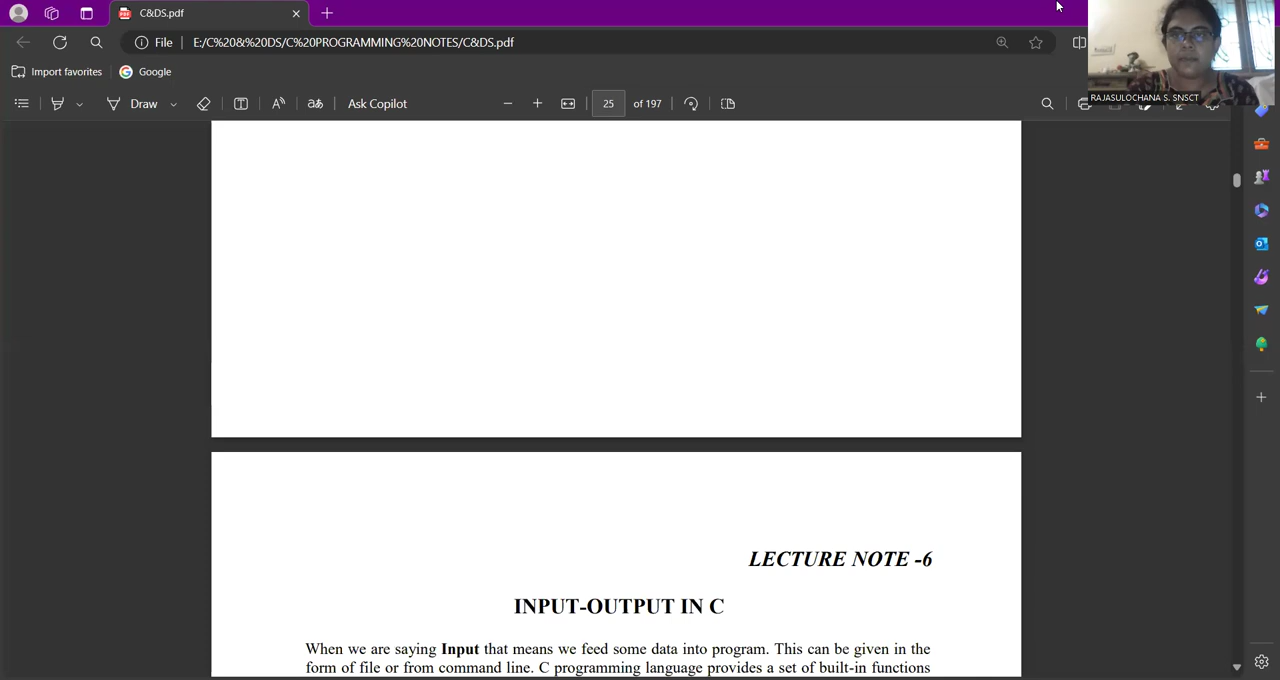 C&DS.pdf
File
E:/C%20&%20DS/C%20PROGRAMMING%20NOTES/C&DS.pdf
Import favorites
Google
Draw
Ask Copilot
25
of 197
RAJASULOCHANA S. SNSCT
LECTURE NOTE -6
INPUT-OUTPUT IN C
When we are saying Input that means we feed some data into program. This can be given in the
form of file or from command line. C programming language provides a set of built-in functions